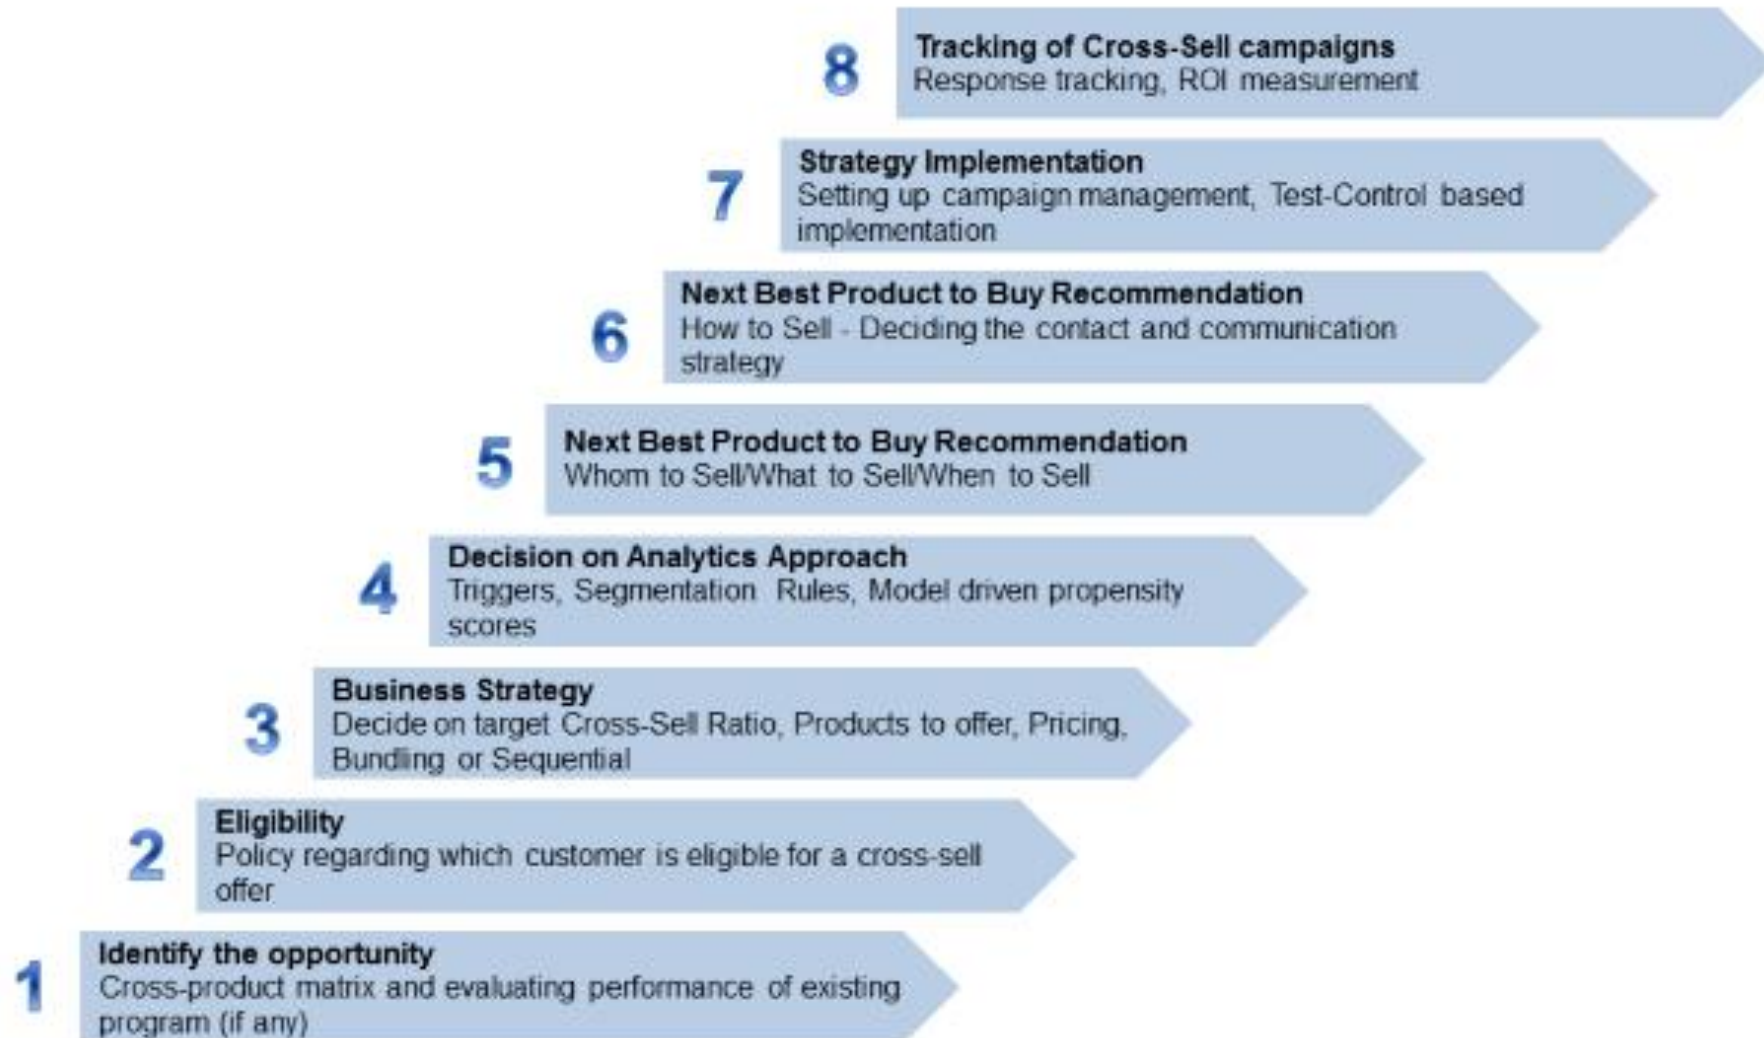 8
Tracking of Cross-Sell campaigns
Response tracking, ROI measurement
7
Strategy Implementation
Setting up campaign management, Test-Control based
implementation
6
Next Best Product to Buy Recommendation
How to Sell - Deciding the contact and communication
strategy
5
Next Best Product to Buy Recommendation
Whom to Sell/What to Sell/When to Sell
4
Decision on Analytics Approach
Triggers, Segmentation Rules, Model driven propensity
scores
3
Business Strategy
Decide on target Cross-Sell Ratio, Products to offer, Pricing,
Bundling or Sequential
2
Eligibility
Policy regarding which customer is eligible for a cross-sell
offer
1
Identify the opportunity
Cross-product matrix and evaluating performance of existing
program (if any)